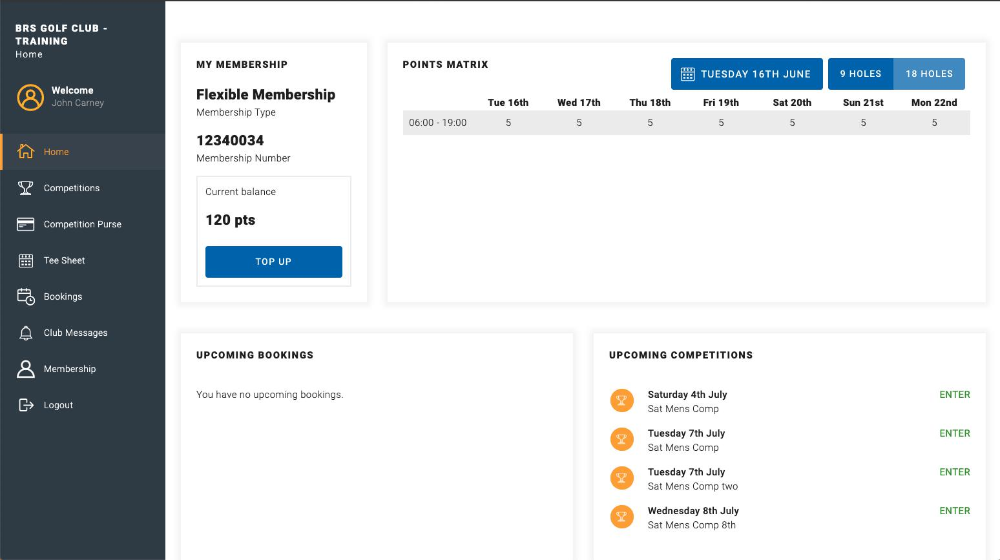 BRS GOLF CLUB -
TRAINING
Home
Welcome
John Carney
Home
Competitions
Competition Purse
Tee Sheet
Bookings
Club Messages
Membership
Logout
MY MEMBERSHIP
Flexible Membership
Membership Type
12340034
Membership Number
Current balance
120 pts
TOP UP
POINTS MATRIX
TUESDAY 16TH JUNE 9 HOLES 18 HOLES
Tue 16th Wed 17th Thu 18th Fri 19th Sat 20th Sun 21st Mon 22nd
06:00 - 19:00 5 5 5 5 5 5 5
UPCOMING BOOKINGS
You have no upcoming bookings.
UPCOMING COMPETITIONS
Saturday 4th July ENTER
Sat Mens Comp
Tuesday 7th July ENTER
Sat Mens Comp
Tuesday 7th July ENTER
Sat Mens Comp two
Wednesday 8th July ENTER
Sat Mens Comp 8th